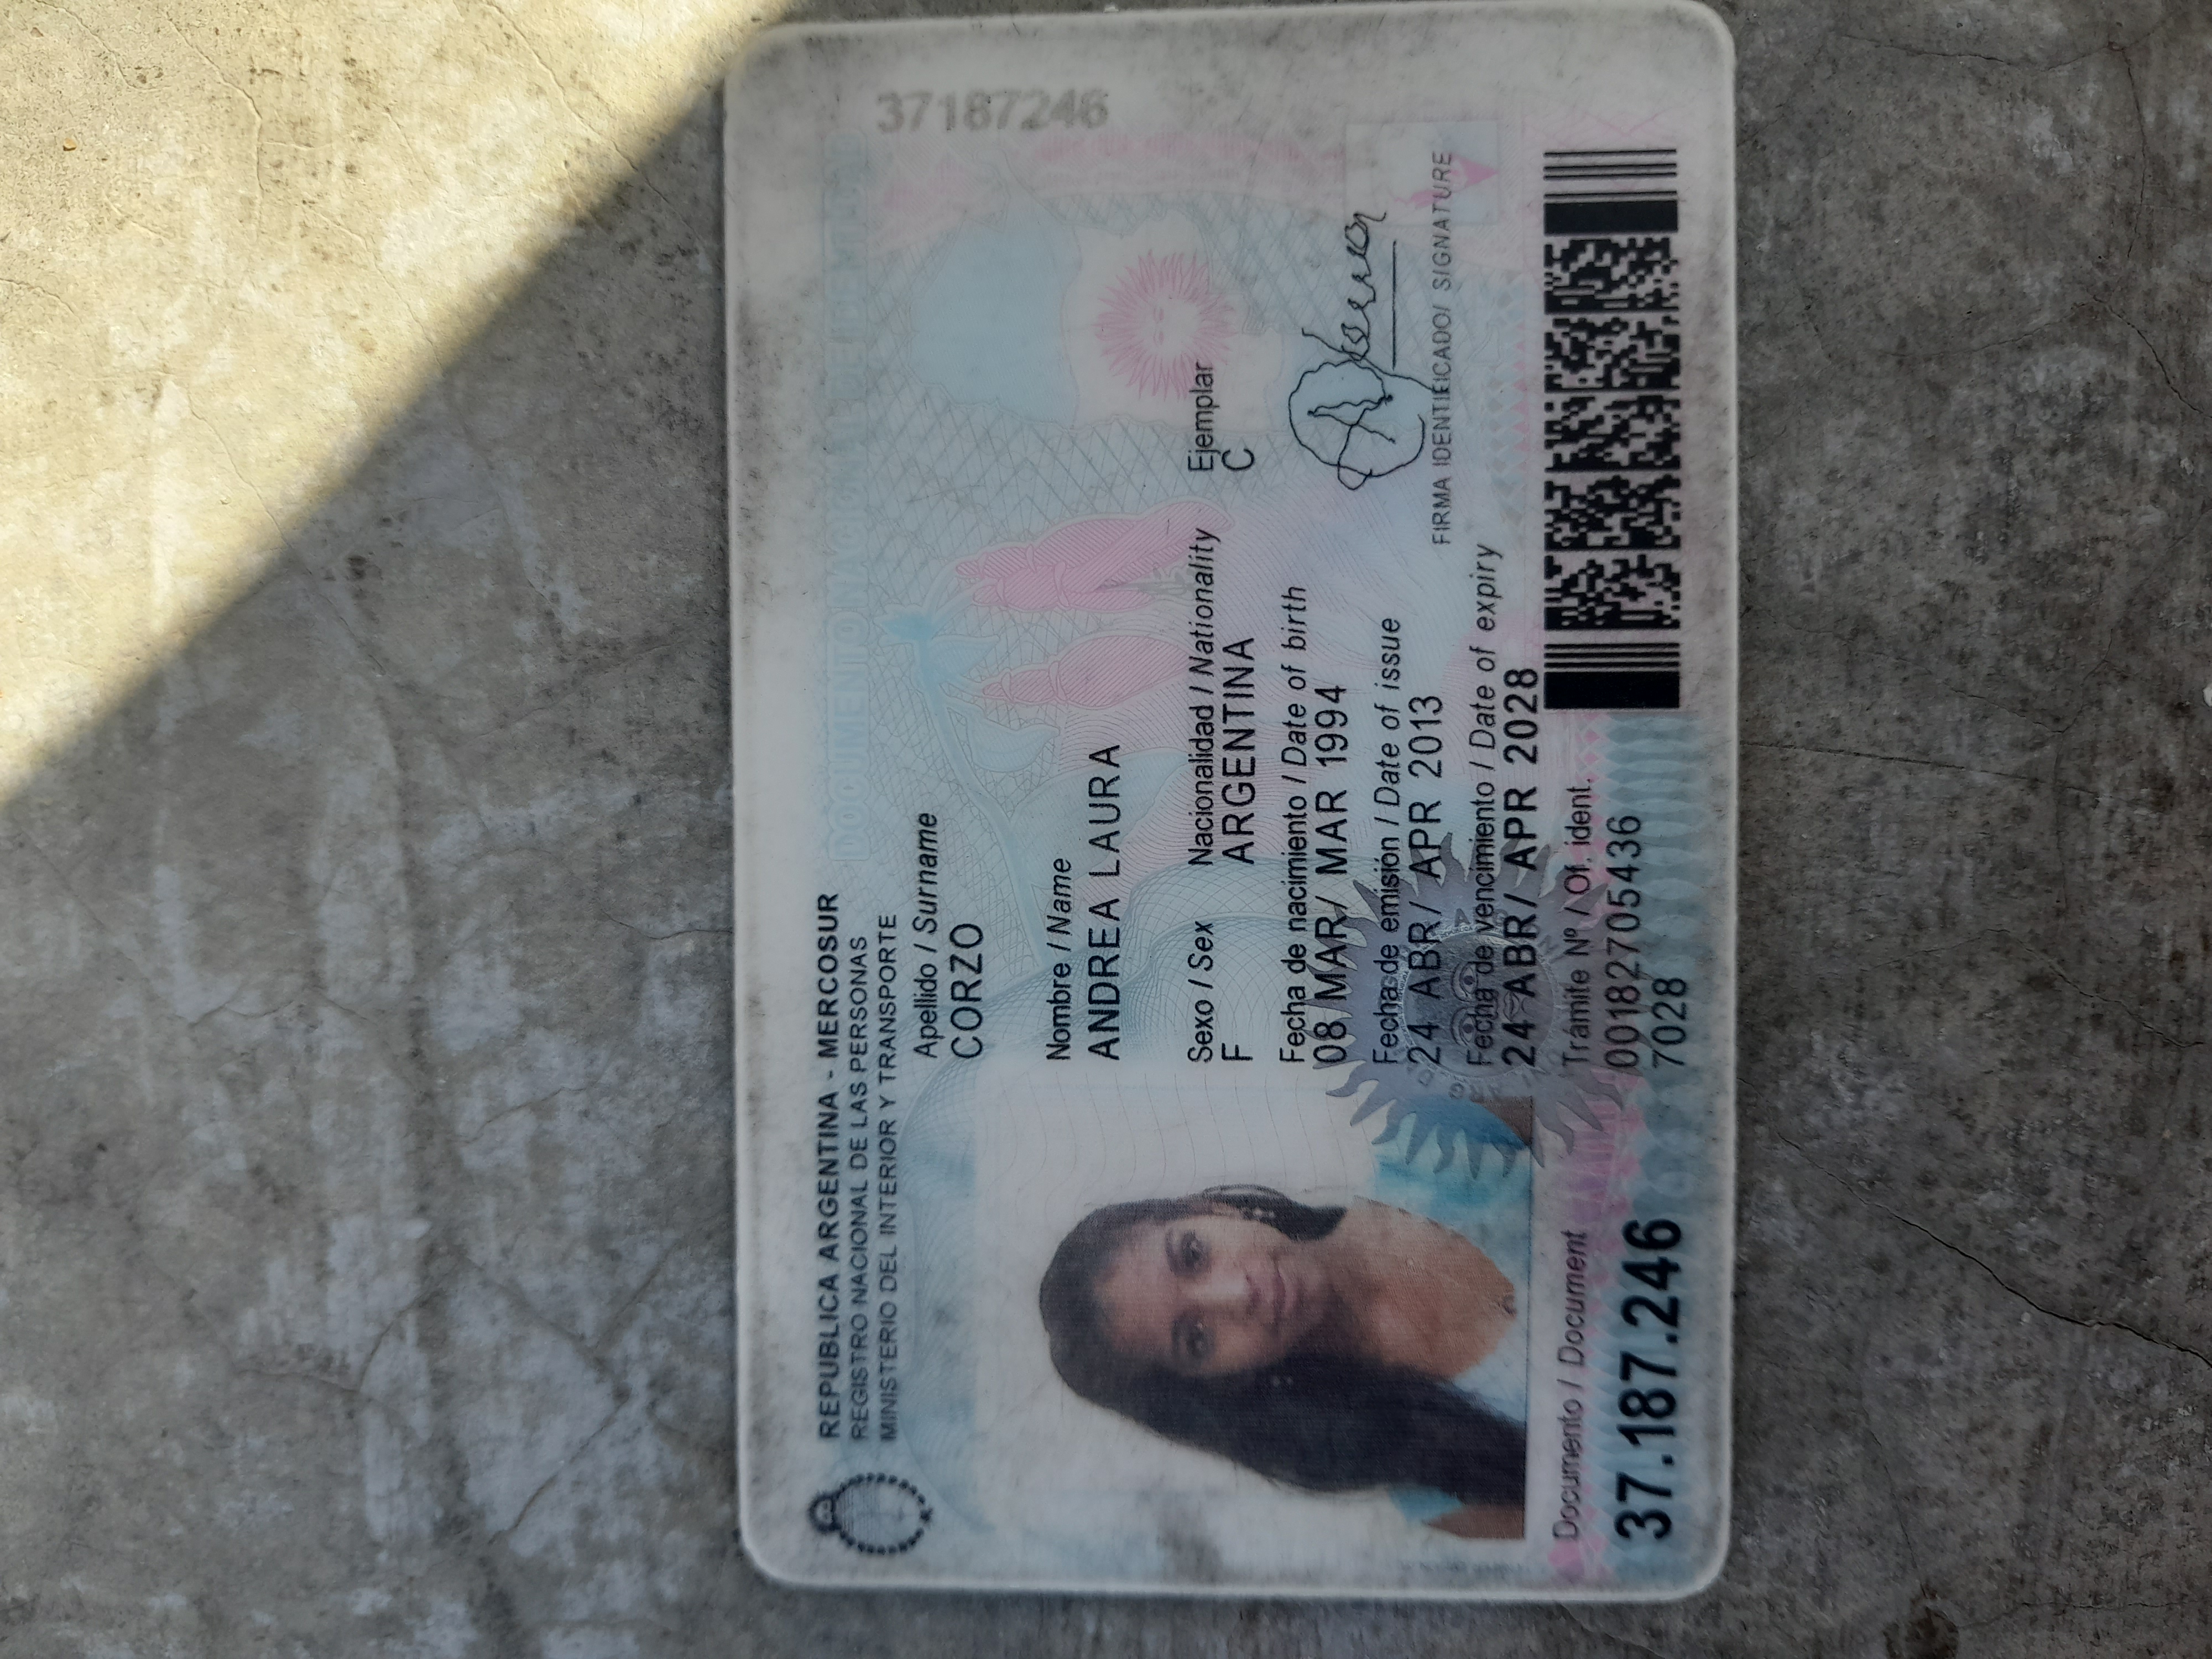 REPUBLICA ARGENTINA - MERCOSUR
REGISTRO NACIONAL DE LAS PERSONAS
MINISTERIO DEL INTERIOR Y TRANSPORTE
DOCUMENTO NACIONAL DE
37187246
Apellido / Surname
CORZO
Nombre / Name
ANDREA LAURA
Sexo / Sex Nacionalidad / Nationality Ejemplar
F ARGENTINA C
Fecha de nacimiento / Date of birth
08 MAR/ MAR 1994
Fecha de emisión / Date of issue
24 ABR/ APR 2013
FIRMA IDENTIFICADO/ SIGNATURE
Fecha de vencimiento / Date of expiry
24 ABR/ APR 2028
Documento / Document
37.187.246
Trámite Nº / Of. ident.
00182705436
7028